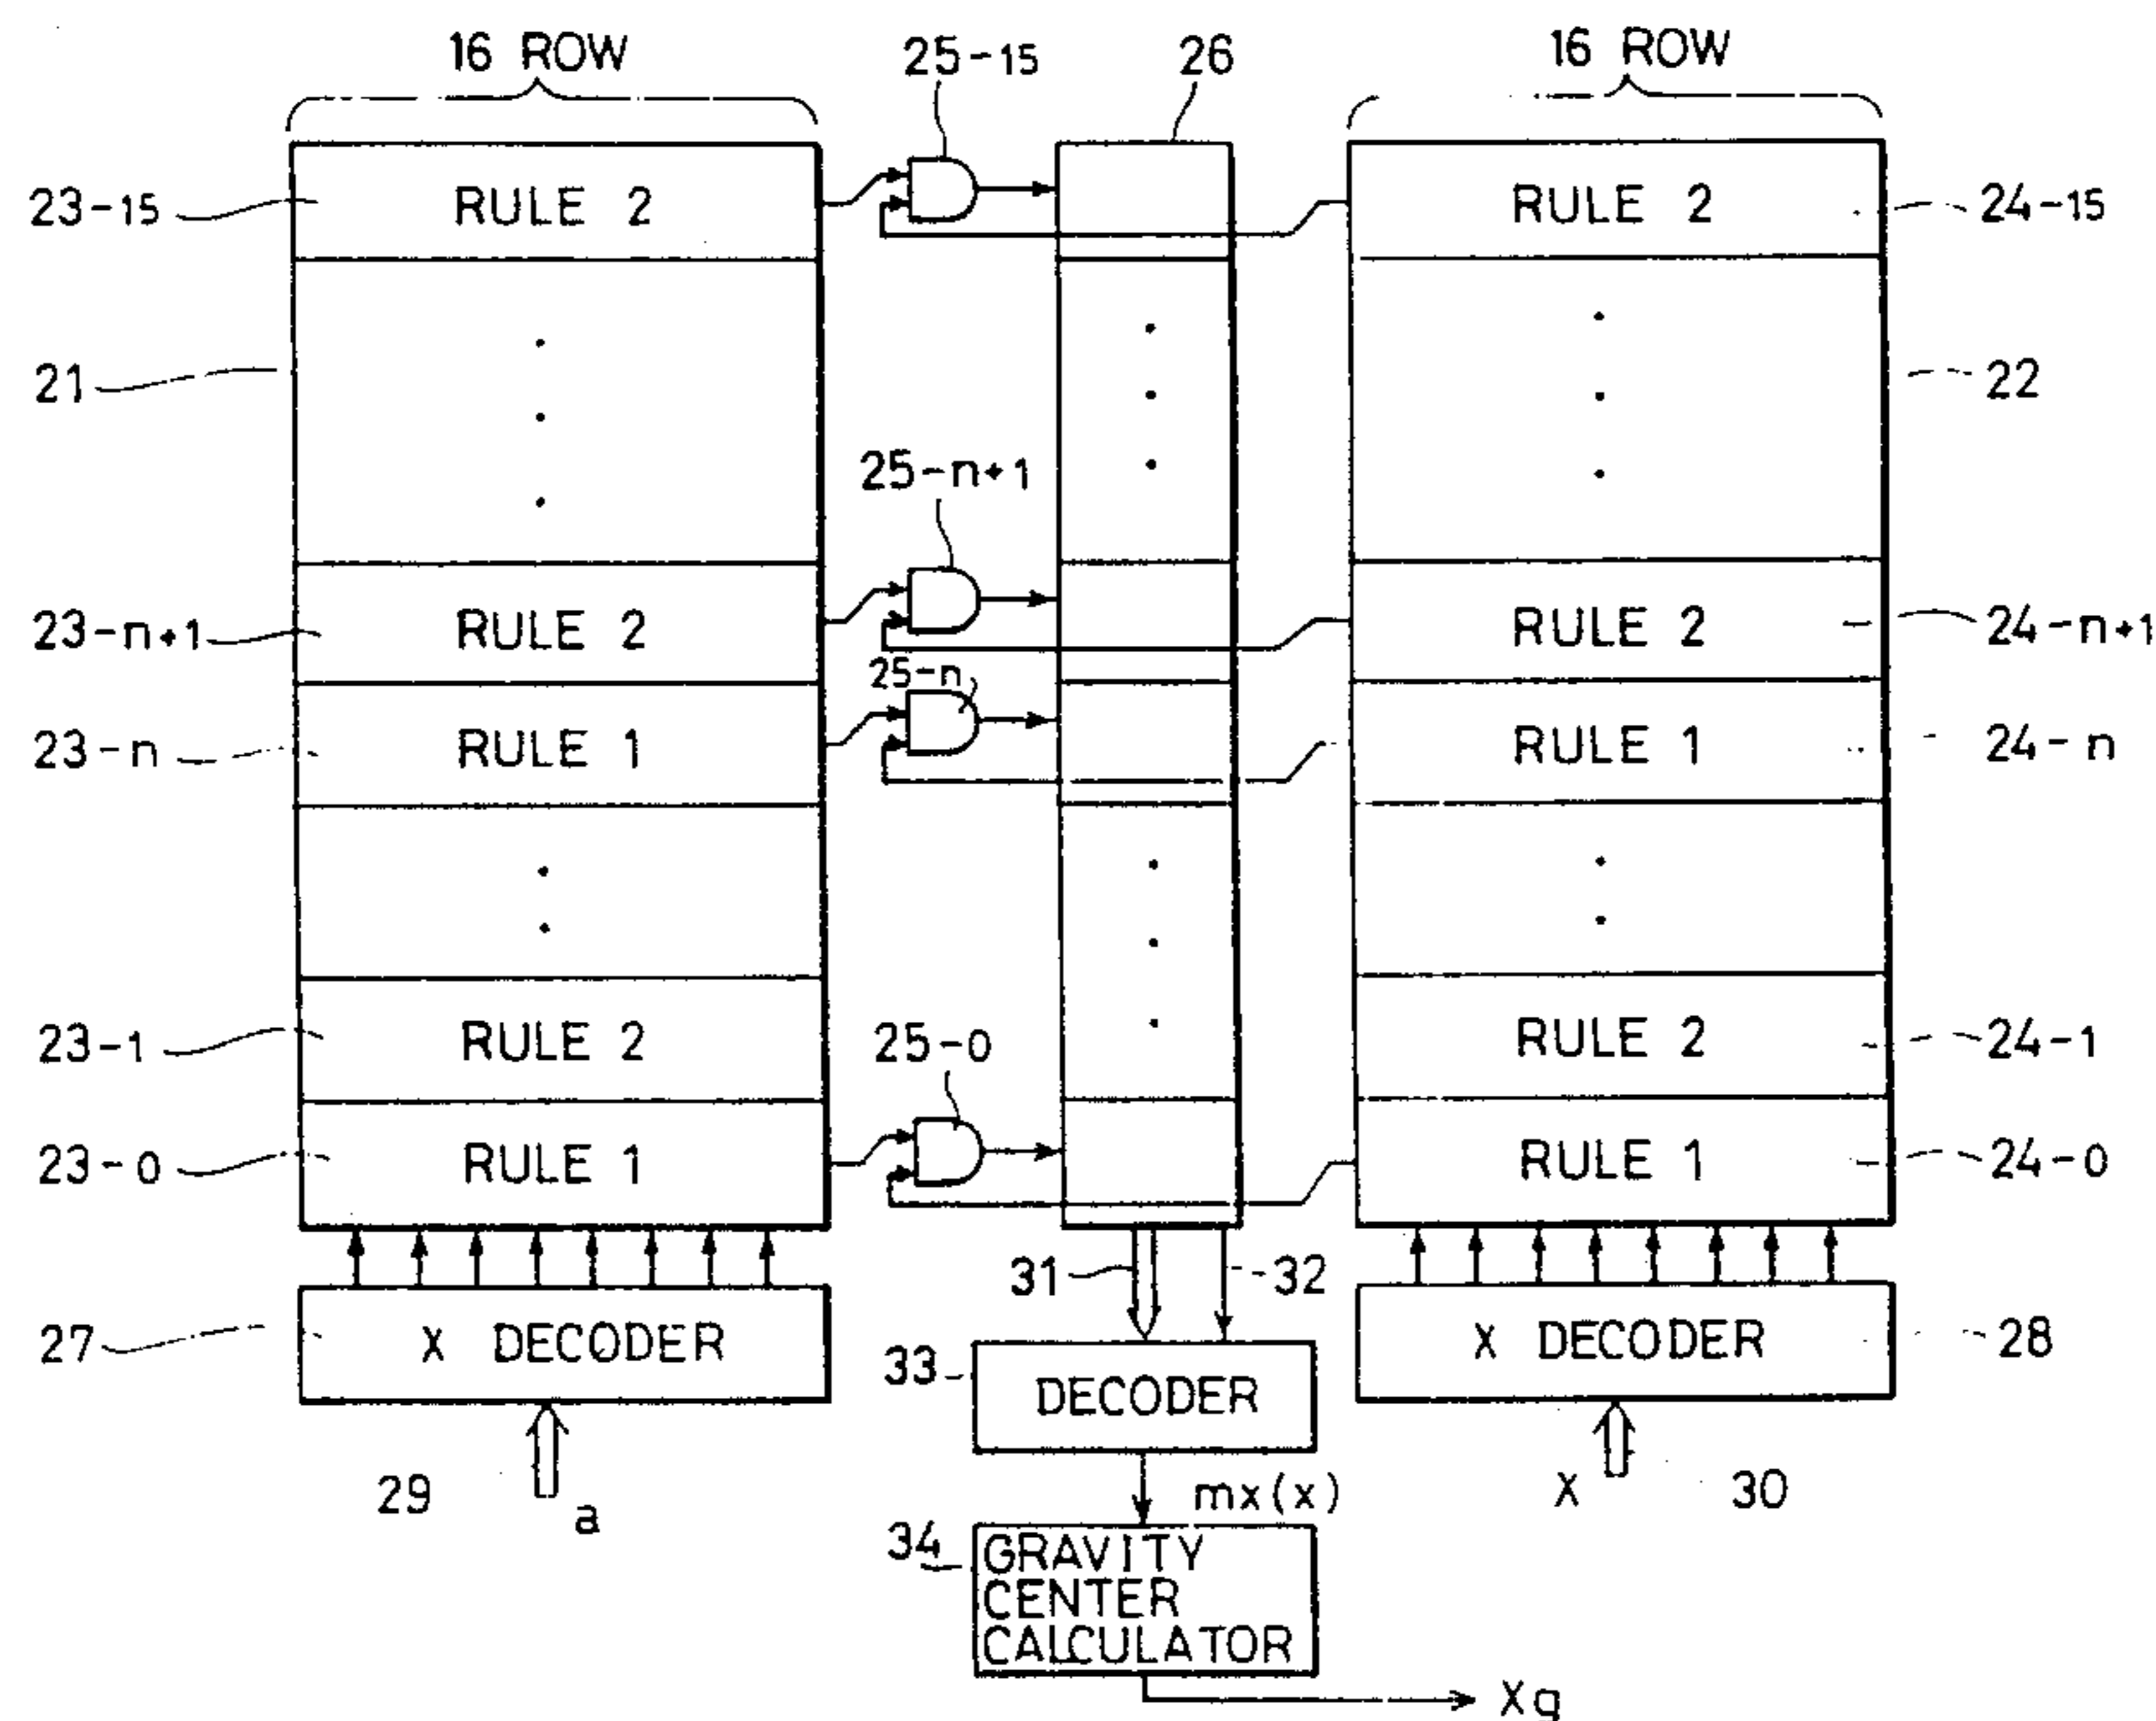 16 ROW
25-15
26
16 ROW
23-15
RULE 2
RULE 2
24-15
21
22
25-n+1
23-n+1
RULE 2
RULE 2
24-n+1
25-n
23-n
RULE 1
RULE 1
24-n
23-1
RULE 2
25-0
RULE 2
24-1
23-0
RULE 1
RULE 1
24-0
31
32
27
X DECODER
33
DECODER
X DECODER
28
29
a
mx(x)
X
30
34
GRAVITY
CENTER
CALCULATOR
Xg